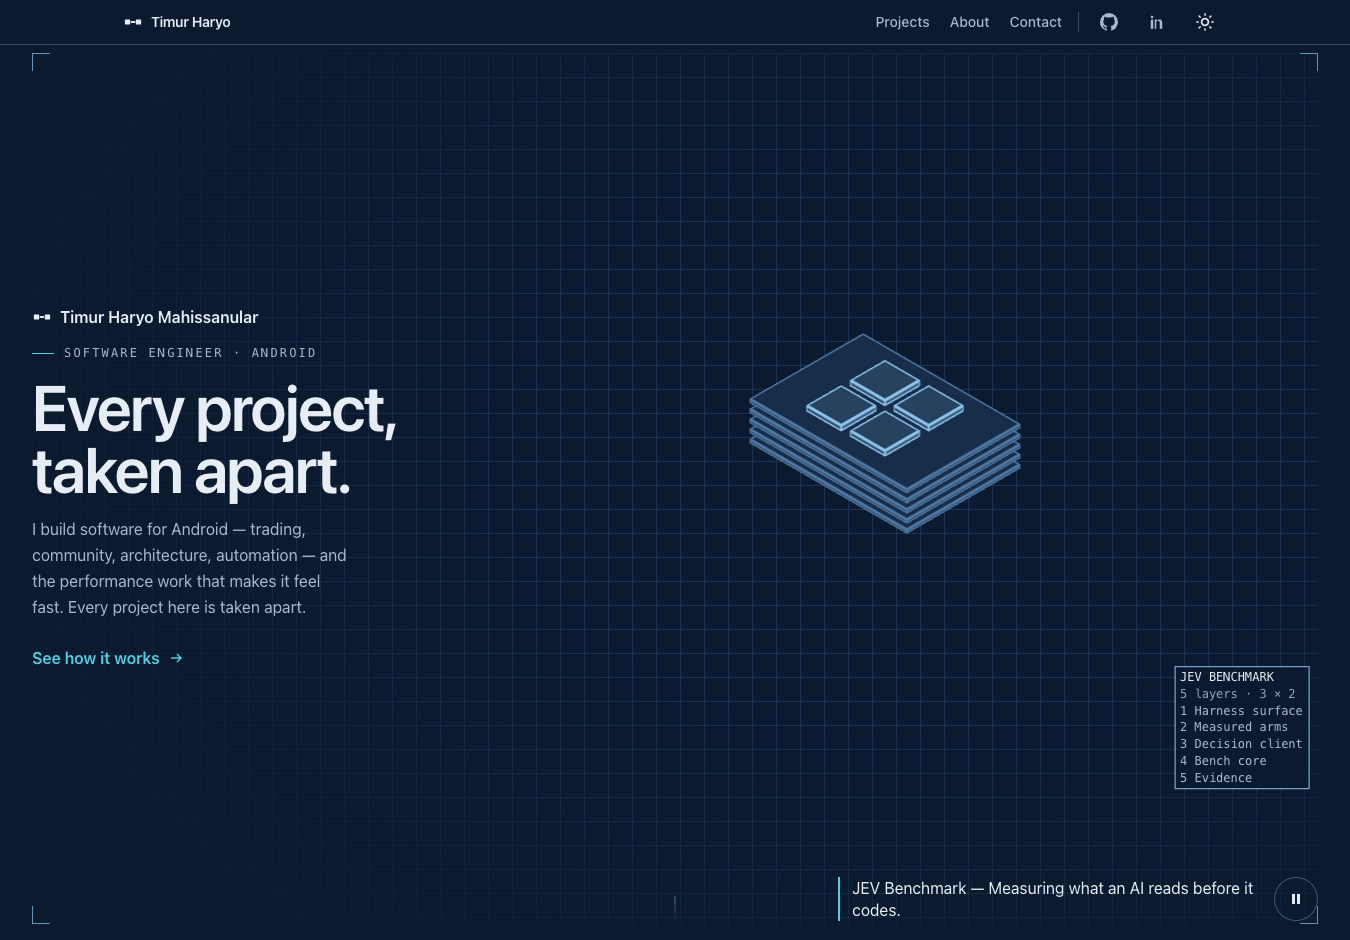 Timur Haryo
Projects
About
Contact
Timur Haryo Mahissanular
SOFTWARE ENGINEER · ANDROID
Every project,
taken apart.
I build software for Android — trading,
community, architecture, automation — and
the performance work that makes it feel
fast. Every project here is taken apart.
See how it works →
JEV BENCHMARK
5 layers · 3 × 2
1 Harness surface
2 Measured arms
3 Decision client
4 Bench core
5 Evidence
JEV Benchmark — Measuring what an AI reads before it
codes.